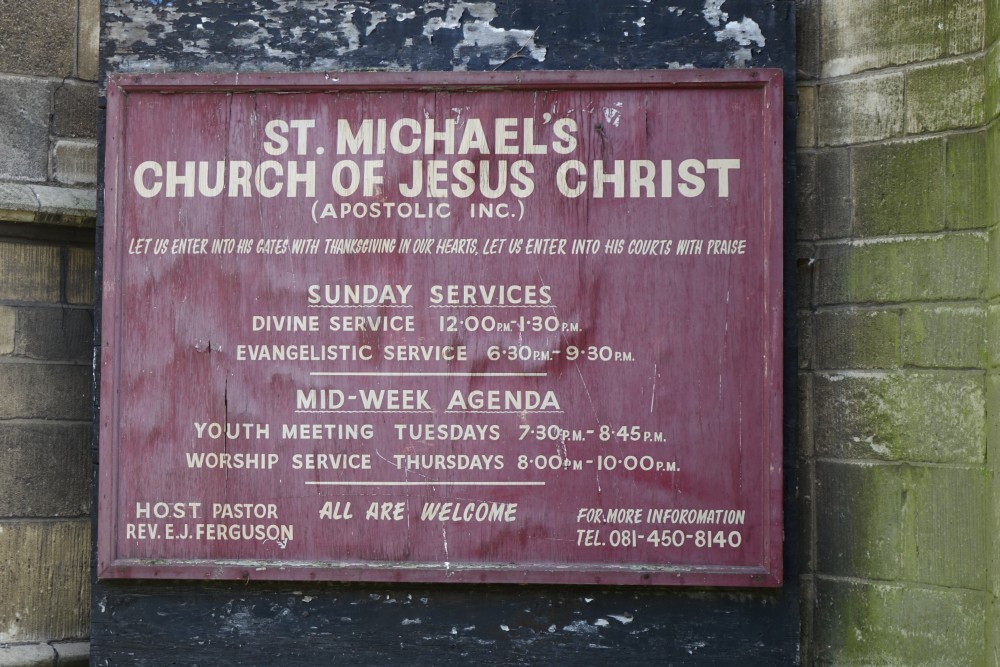 ST. MICHAEL'S
CHURCH OF JESUS CHRIST
(APOSTOLIC INC.)
LET US ENTER INTO HIS GATES WITH THANKSGIVING IN OUR HEARTS, LET US ENTER INTO HIS COURTS WITH PRAISE
SUNDAY SERVICES
DIVINE SERVICE 12·00P.M.-1·30P.M.
EVANGELISTIC SERVICE 6·30P.M.-9·30P.M.
MID-WEEK AGENDA
YOUTH MEETING TUESDAYS 7·30P.M.-8·45P.M.
WORSHIP SERVICE THURSDAYS 8·00P.M-10·00P.M.
HOST PASTOR
REV. E.J. FERGUSON
ALL ARE WELCOME
FOR MORE INFOROMATION
TEL. 081-450-8140